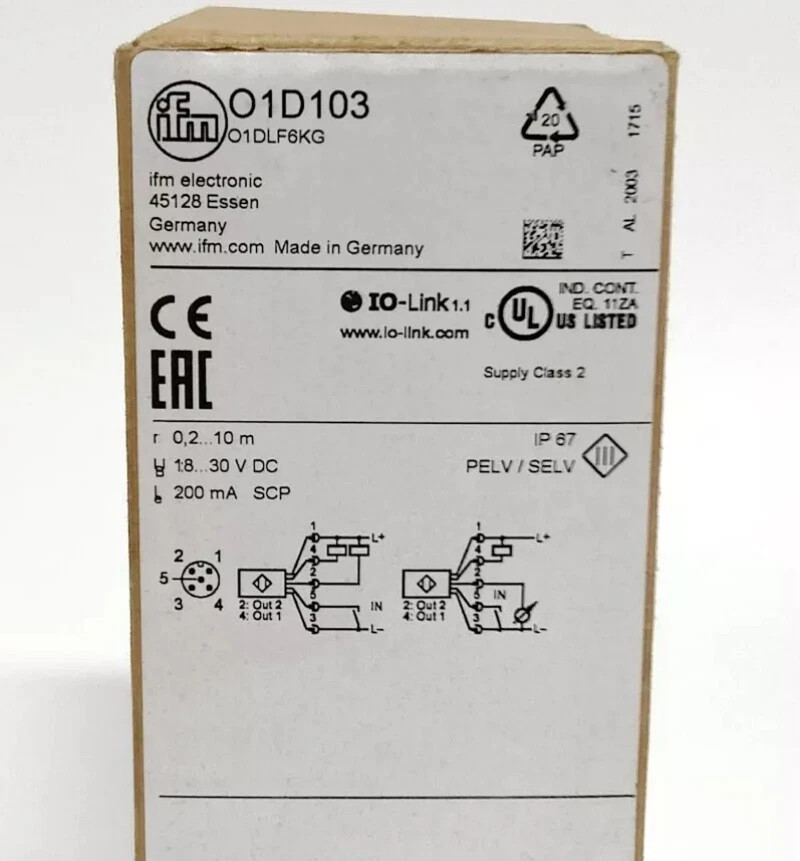 ifm
O1D103
O1DLF6KG
ifm electronic
45128 Essen
Germany
www.ifm.com Made in Germany
20
PAP
1715
AL 2003
T
CE
EAC
IO-Link 1.1
www.io-link.com
C UL US LISTED
IND. CONT.
EQ. 11ZA
Supply Class 2
r 0,2...10 m
18...30 V DC
200 mA SCP
IP 67
PELV / SELV
III
2 1
5
3 4
1
4
2
5
3
L+
IN
L–
2: Out 2
4: Out 1
1
4
2
5
3
L+
IN
L–
2: Out 2
4: Out 1